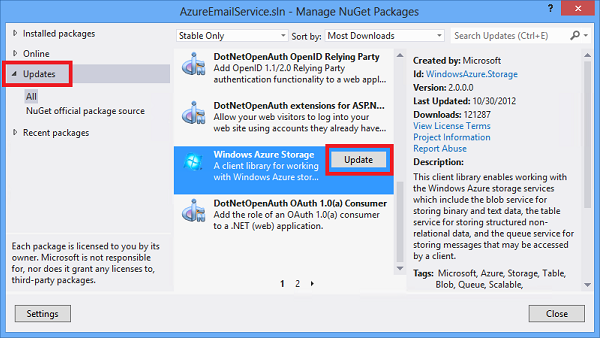 AzureEmailService.sln - Manage NuGet Packages
? ×
Installed packages
Online
Updates
All
NuGet official package source
Recent packages
Each package is licensed to you by its
owner. Microsoft is not responsible
for, nor does it grant any licenses to,
third-party packages.
Stable Only
Sort by: Most Downloads
Search Updates (Ctrl+E)
DotNetOpenAuth OpenID Relying Party
Add OpenID 1.1/2.0 Relying Party
authentication functionality to a web appl...
DotNetOpenAuth extensions for ASP.N...
Allow your web visitors to log into your
web site using accounts they already have...
Windows Azure Storage
Update
A client library for working
with Windows Azure stor...
DotNetOpenAuth OAuth 1.0(a) Consumer
Add the role of an OAuth 1.0(a) consumer
to a .NET (web) application.
1 2
Created by: Microsoft
Id: WindowsAzure.Storage
Version: 2.0.0.0
Last Updated: 10/30/2012
Downloads: 121287
View License Terms
Project Information
Report Abuse
Description:
This client library enables working
with the Windows Azure storage services
which include the blob service for
storing binary and text data, the table
service for storing structured non-
relational data, and the queue service for
storing messages that may be accessed
by a client.
Tags: Microsoft, Azure, Storage, Table,
Blob, Queue, Scalable,
Settings
Close